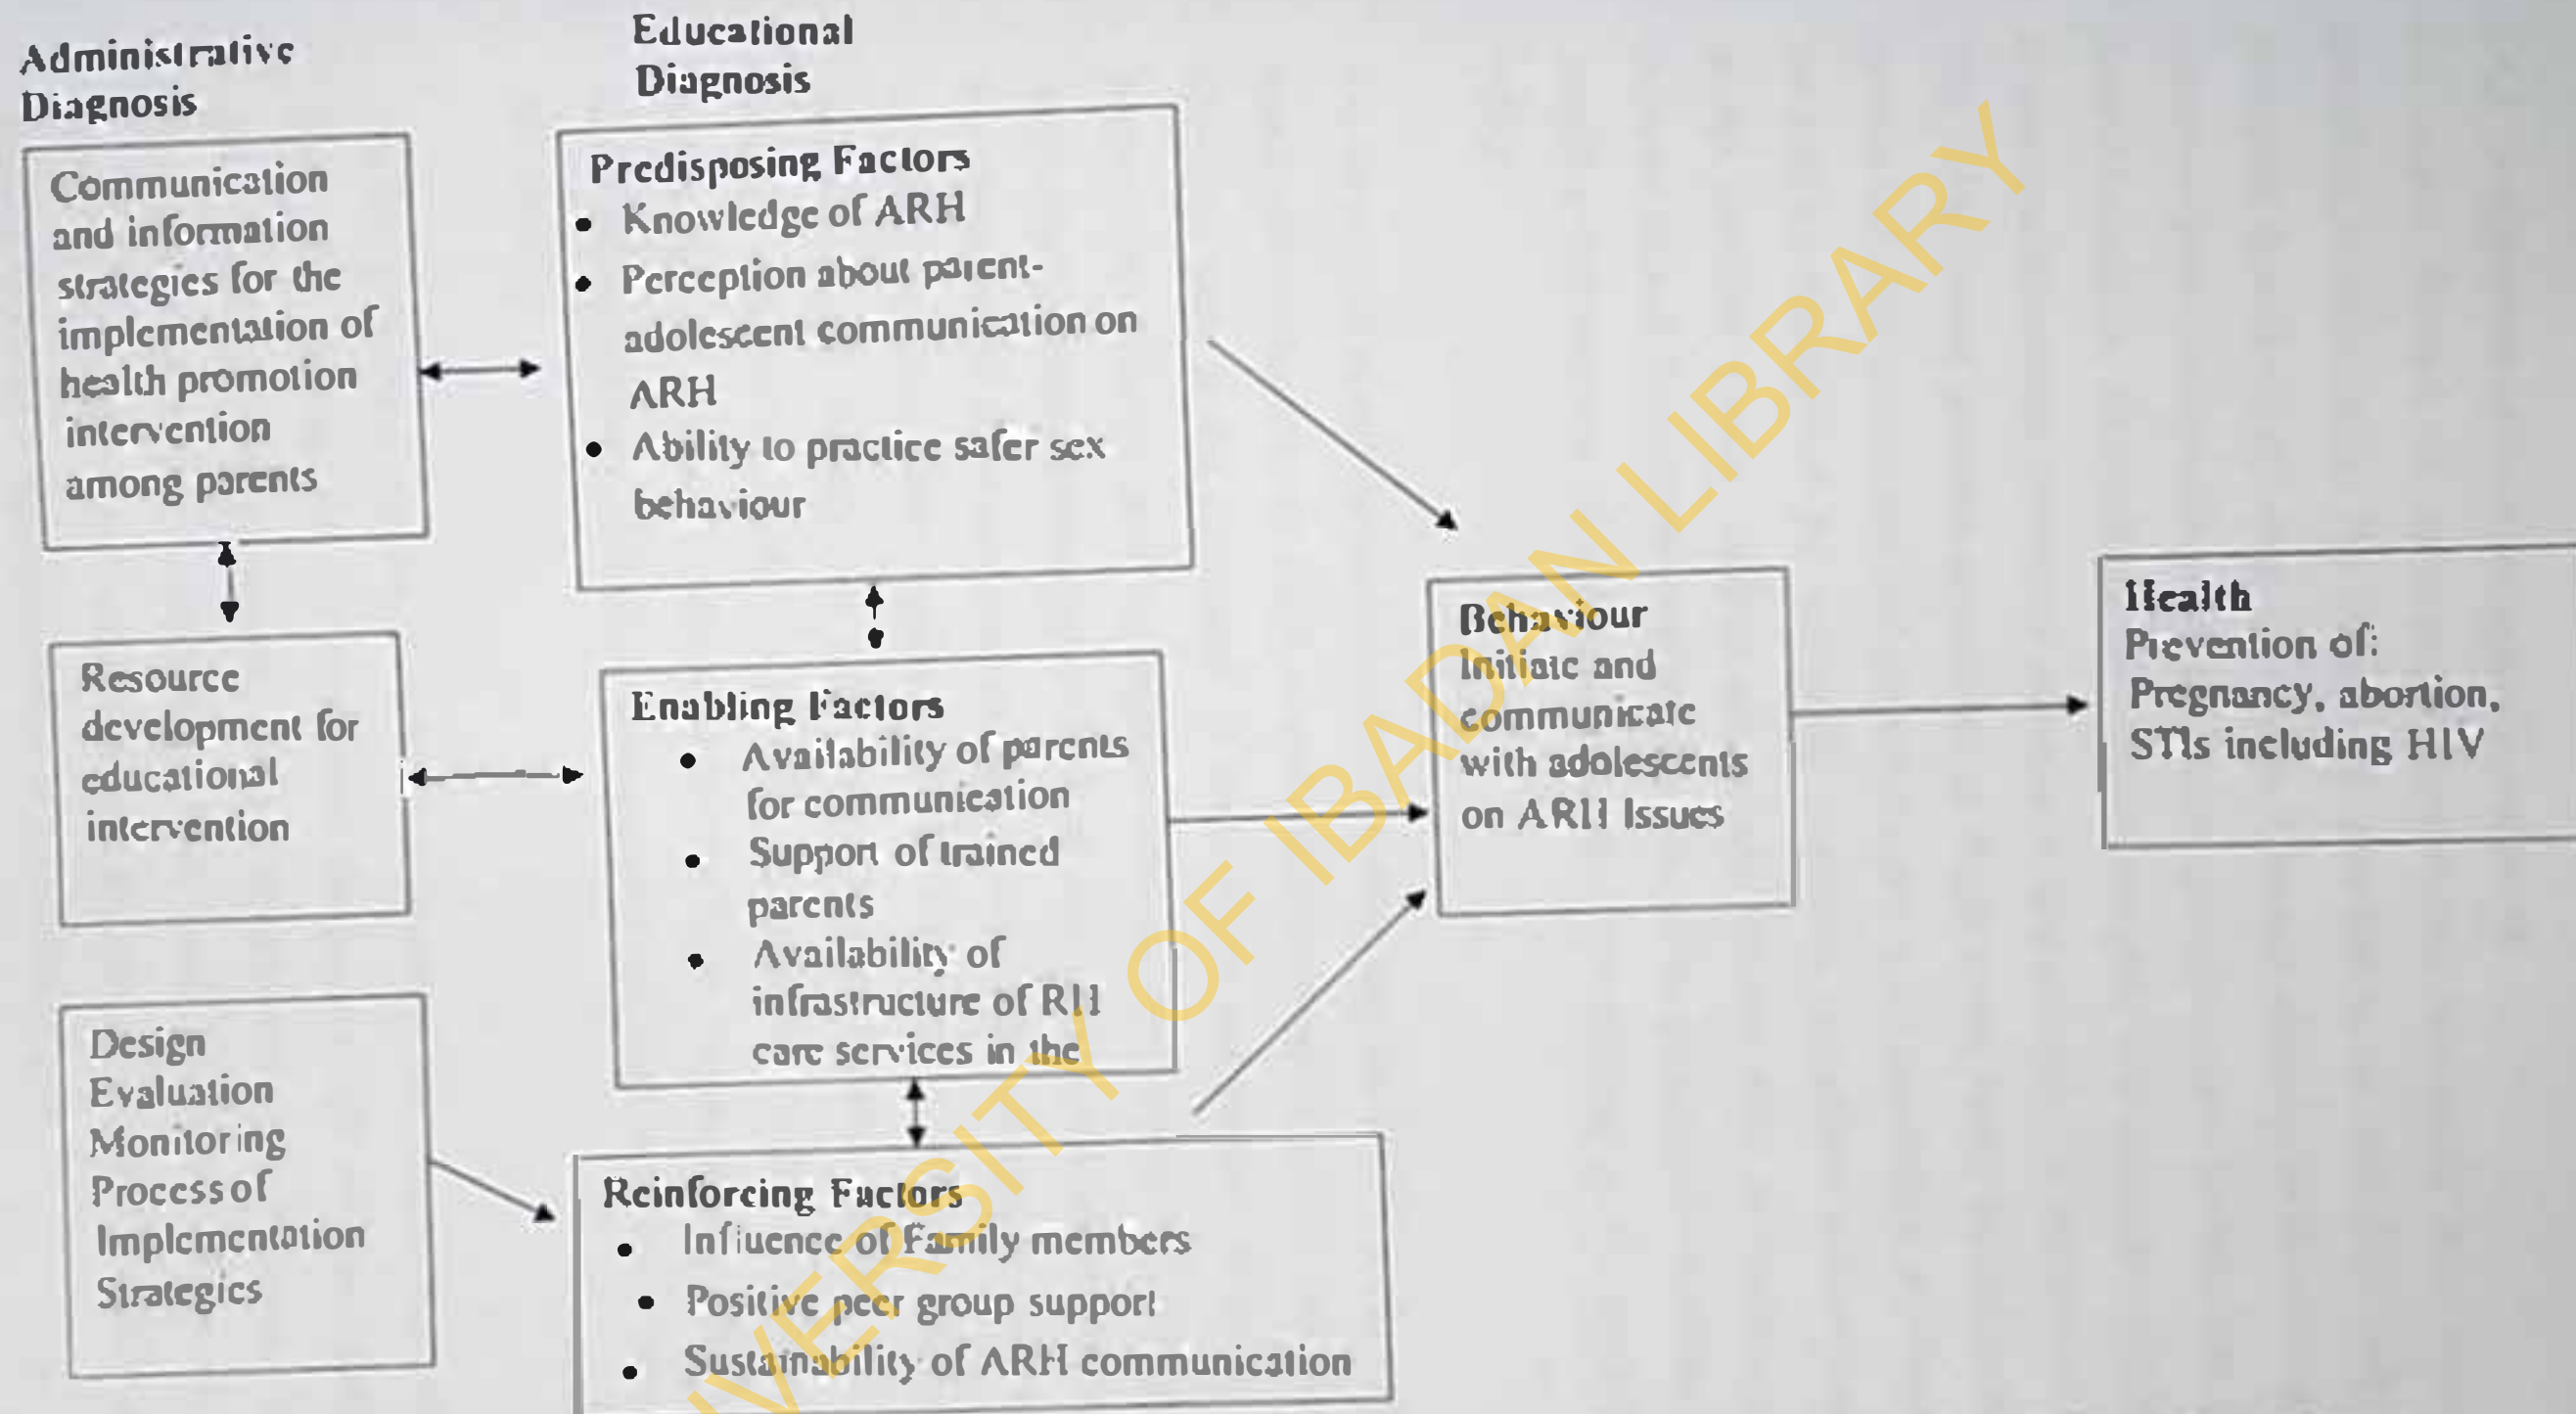 Administrative
Diagnosis
Communication
and information
strategies for the
implementation of
health promotion
intervention
among parents
Resource
development for
educational
intervention
Design
Evaluation
Monitoring
Process of
Implementation
Strategies
Educational
Diagnosis
Predisposing Factors
• Knowledge of ARH
• Perception about parent-
adolescent communication on
ARH
• Ability to practice safer sex
behaviour
Enabling Factors
• Availability of parents
for communication
• Support of trained
parents
• Availability of
infrastructure of RH
care services in the
Reinforcing Factors
• Influence of Family members
• Positive peer group support
• Sustainability of ARH communication
Behaviour
Initiate and
communicate
with adolescents
on ARH Issues
Health
Prevention of:
Pregnancy, abortion,
STIs including HIV
IVERSITY OF IBADAN LIBRARY